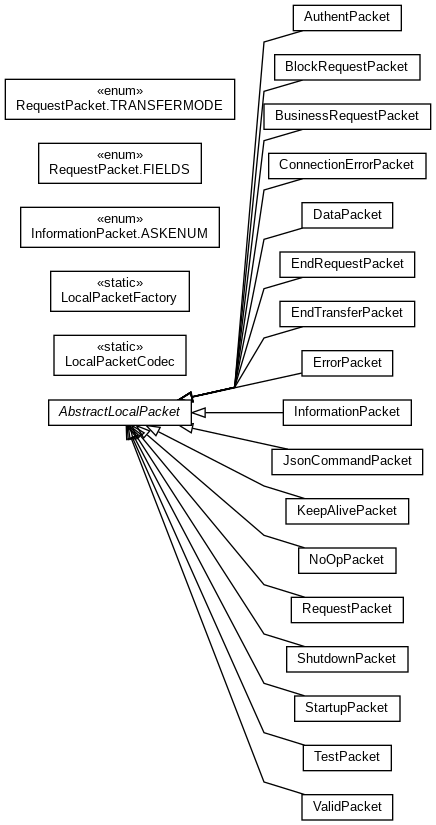 AuthentPacket
BlockRequestPacket
«enum»
RequestPacket.TRANSFERMODE
BusinessRequestPacket
«enum»
RequestPacket.FIELDS
ConnectionErrorPacket
«enum»
InformationPacket.ASKENUM
DataPacket
EndRequestPacket
«static»
LocalPacketFactory
EndTransferPacket
«static»
LocalPacketCodec
ErrorPacket
AbstractLocalPacket
InformationPacket
JsonCommandPacket
KeepAlivePacket
NoOpPacket
RequestPacket
ShutdownPacket
StartupPacket
TestPacket
ValidPacket